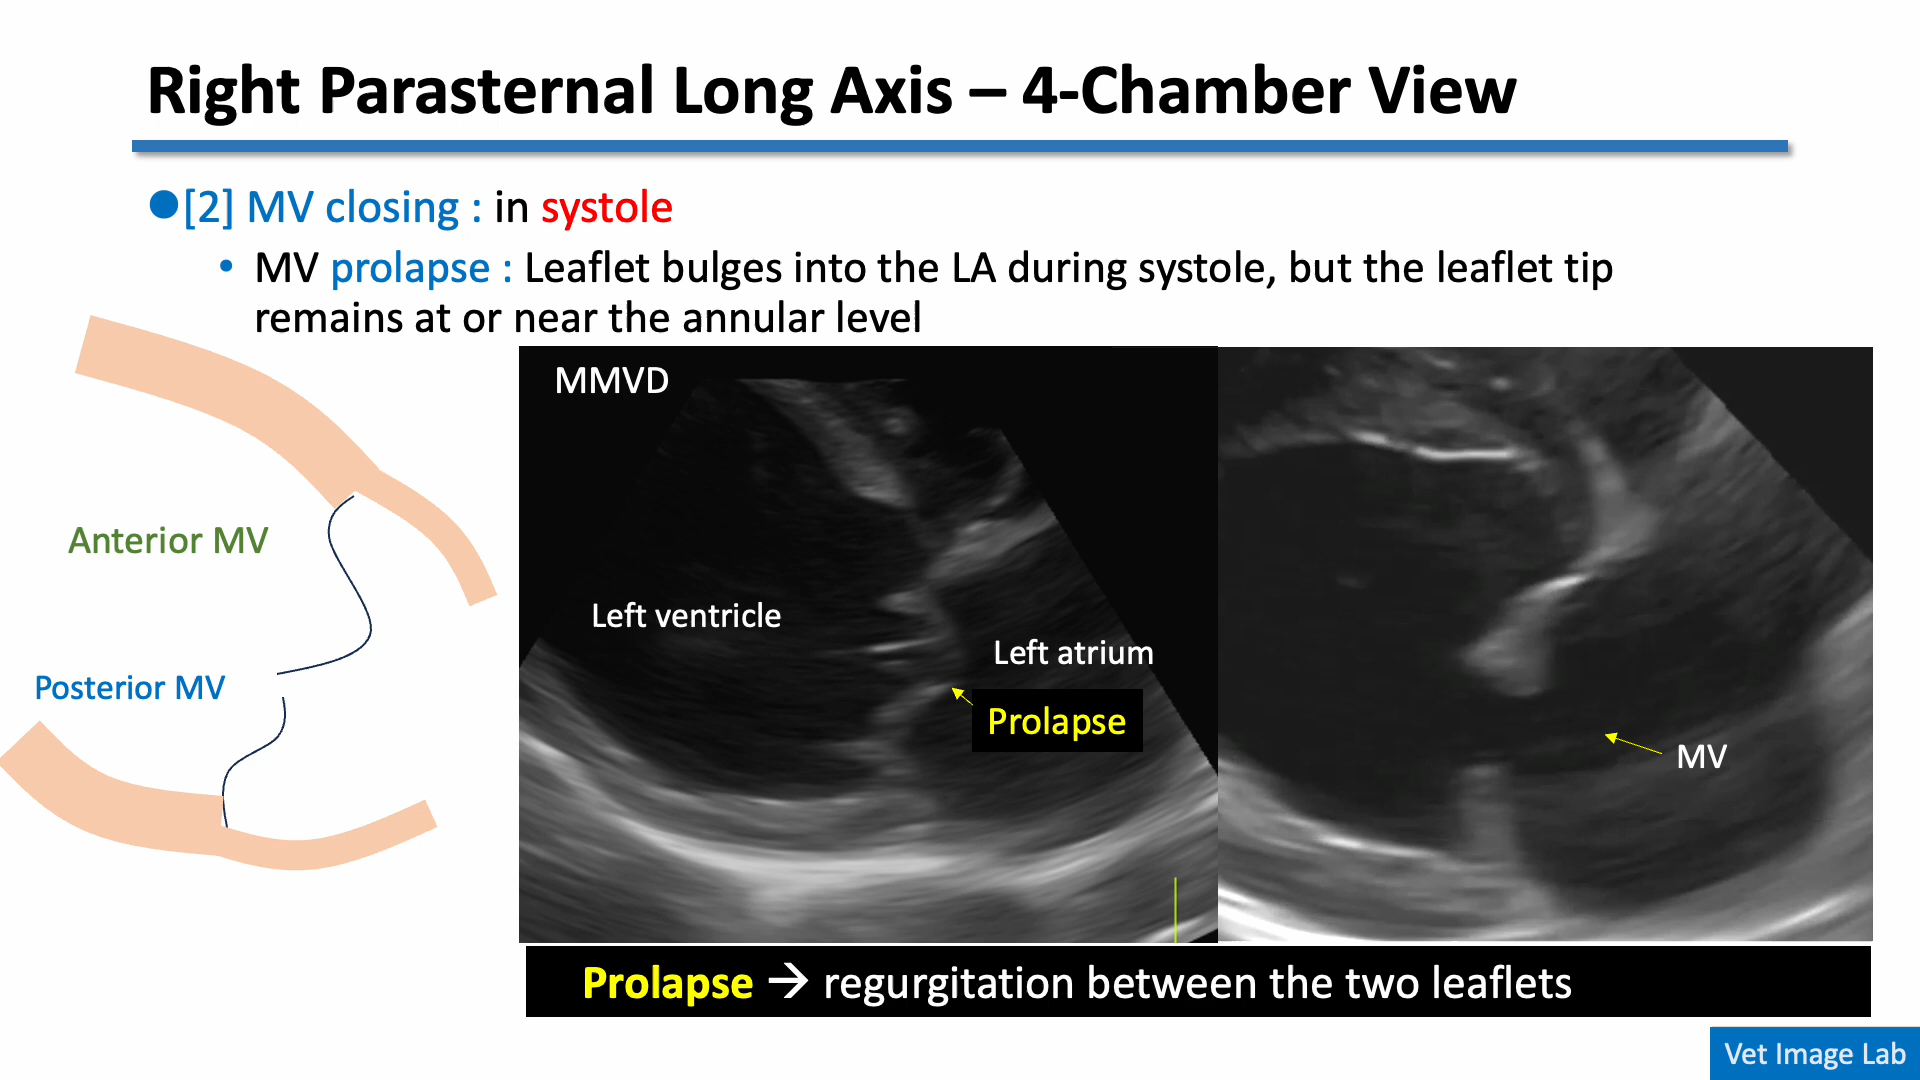 Right Parasternal Long Axis – 4-Chamber View
●[2] MV closing : in systole
• MV prolapse : Leaflet bulges into the LA during systole, but the leaflet tip
remains at or near the annular level
MMVD
Anterior MV
Left ventricle
Left atrium
Posterior MV
Prolapse
MV
Prolapse → regurgitation between the two leaflets
Vet Image Lab